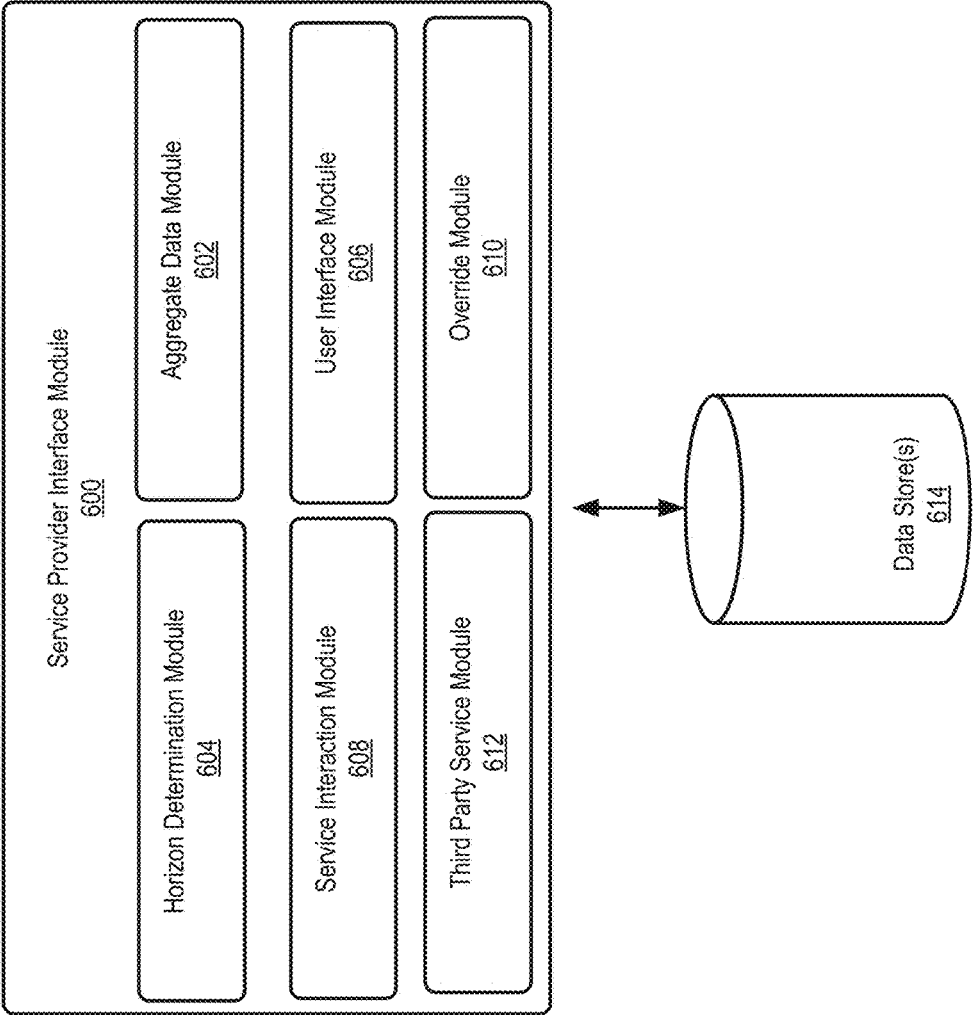 Service Provider Interface Module
600
Horizon Determination Module
604
Aggregate Data Module
602
Service Interaction Module
608
User Interface Module
606
Third Party Service Module
612
Override Module
610
Data Store(s)
614